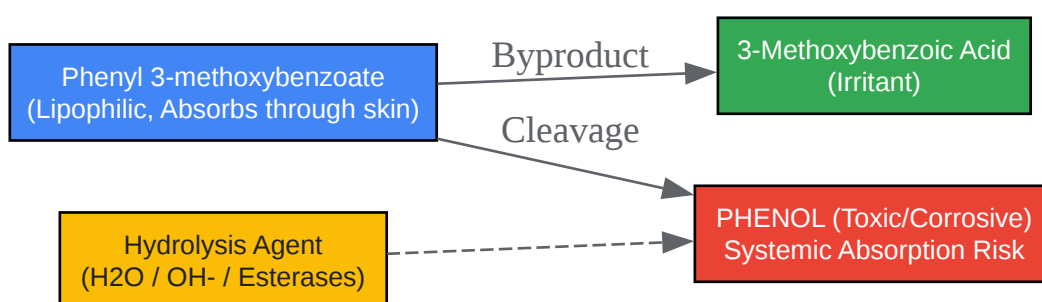 Phenyl 3-methoxybenzoate
(Lipophilic, Absorbs through skin)
Byproduct
3-Methoxybenzoic Acid
(Irritant)
Cleavage
Hydrolysis Agent
(H2O / OH- / Esterases)
PHENOL (Toxic/Corrosive)
Systemic Absorption Risk